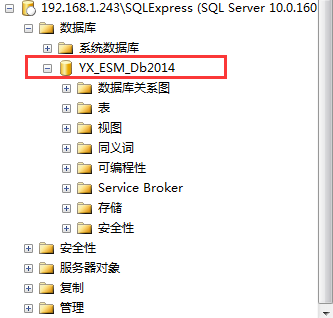 192.168.1.243\SQLExpress (SQL Server 10.0.160
数据库
系统数据库
YX_ESM_Db2014
数据库关系图
表
视图
同义词
可编程性
Service Broker
存储
安全性
安全性
服务器对象
复制
管理